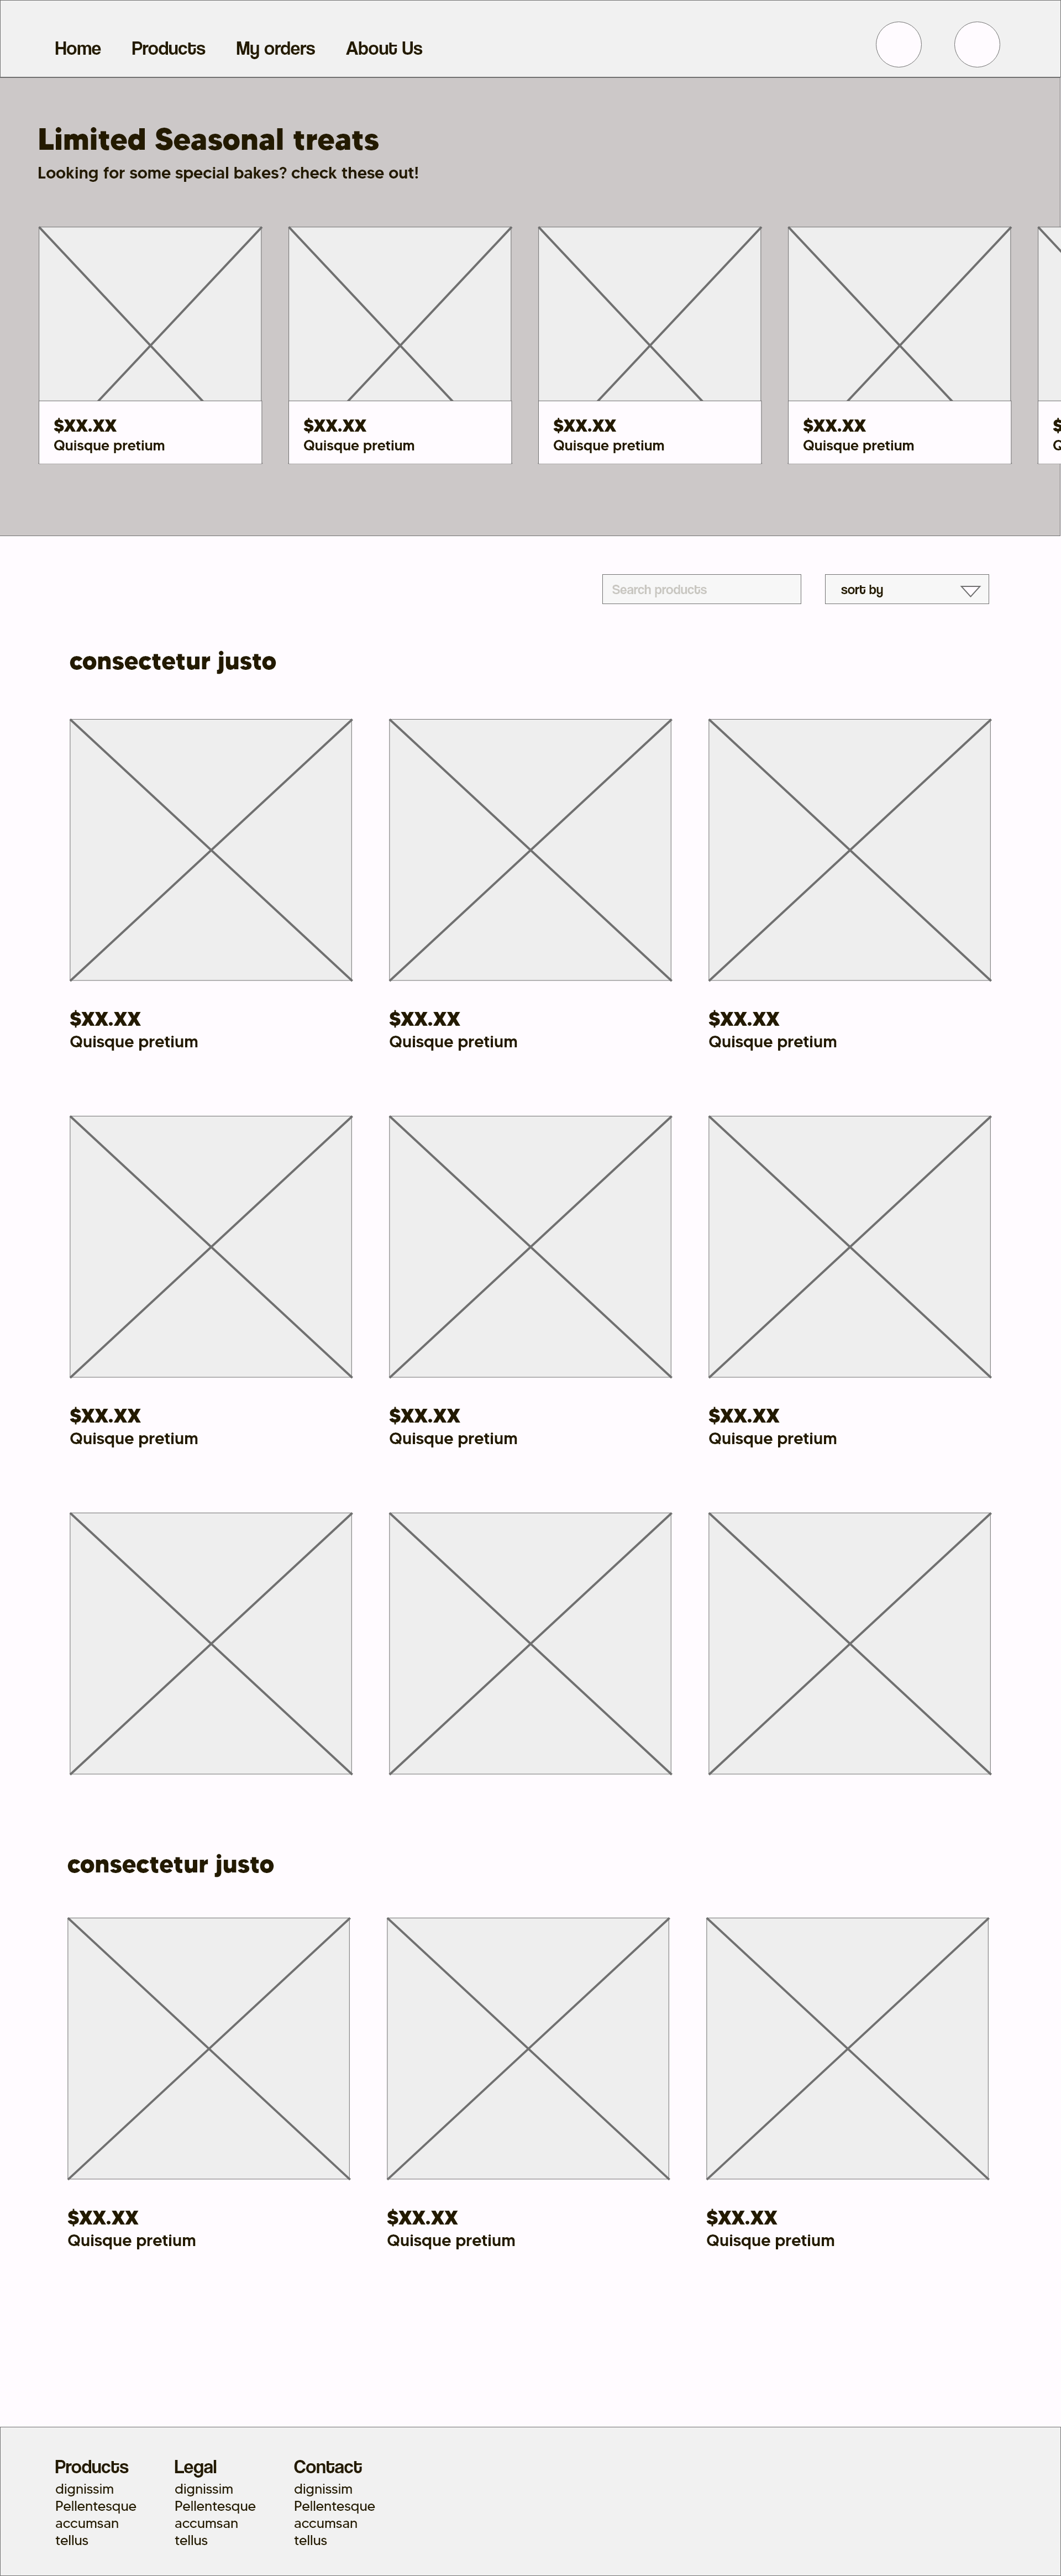 Home Products My orders About Us
Limited Seasonal treats
Looking for some special bakes? check these out!
$XX.XX $XX.XX $XX.XX $XX.XX
Quisque pretium Quisque pretium Quisque pretium Quisque pretium
Search products sort by
consectetur justo
$XX.XX $XX.XX $XX.XX
Quisque pretium Quisque pretium Quisque pretium
$XX.XX $XX.XX $XX.XX
Quisque pretium Quisque pretium Quisque pretium
consectetur justo
$XX.XX $XX.XX $XX.XX
Quisque pretium Quisque pretium Quisque pretium
Products Legal Contact
dignissim dignissim dignissim
Pellentesque Pellentesque Pellentesque
accumsan accumsan accumsan
tellus tellus tellus